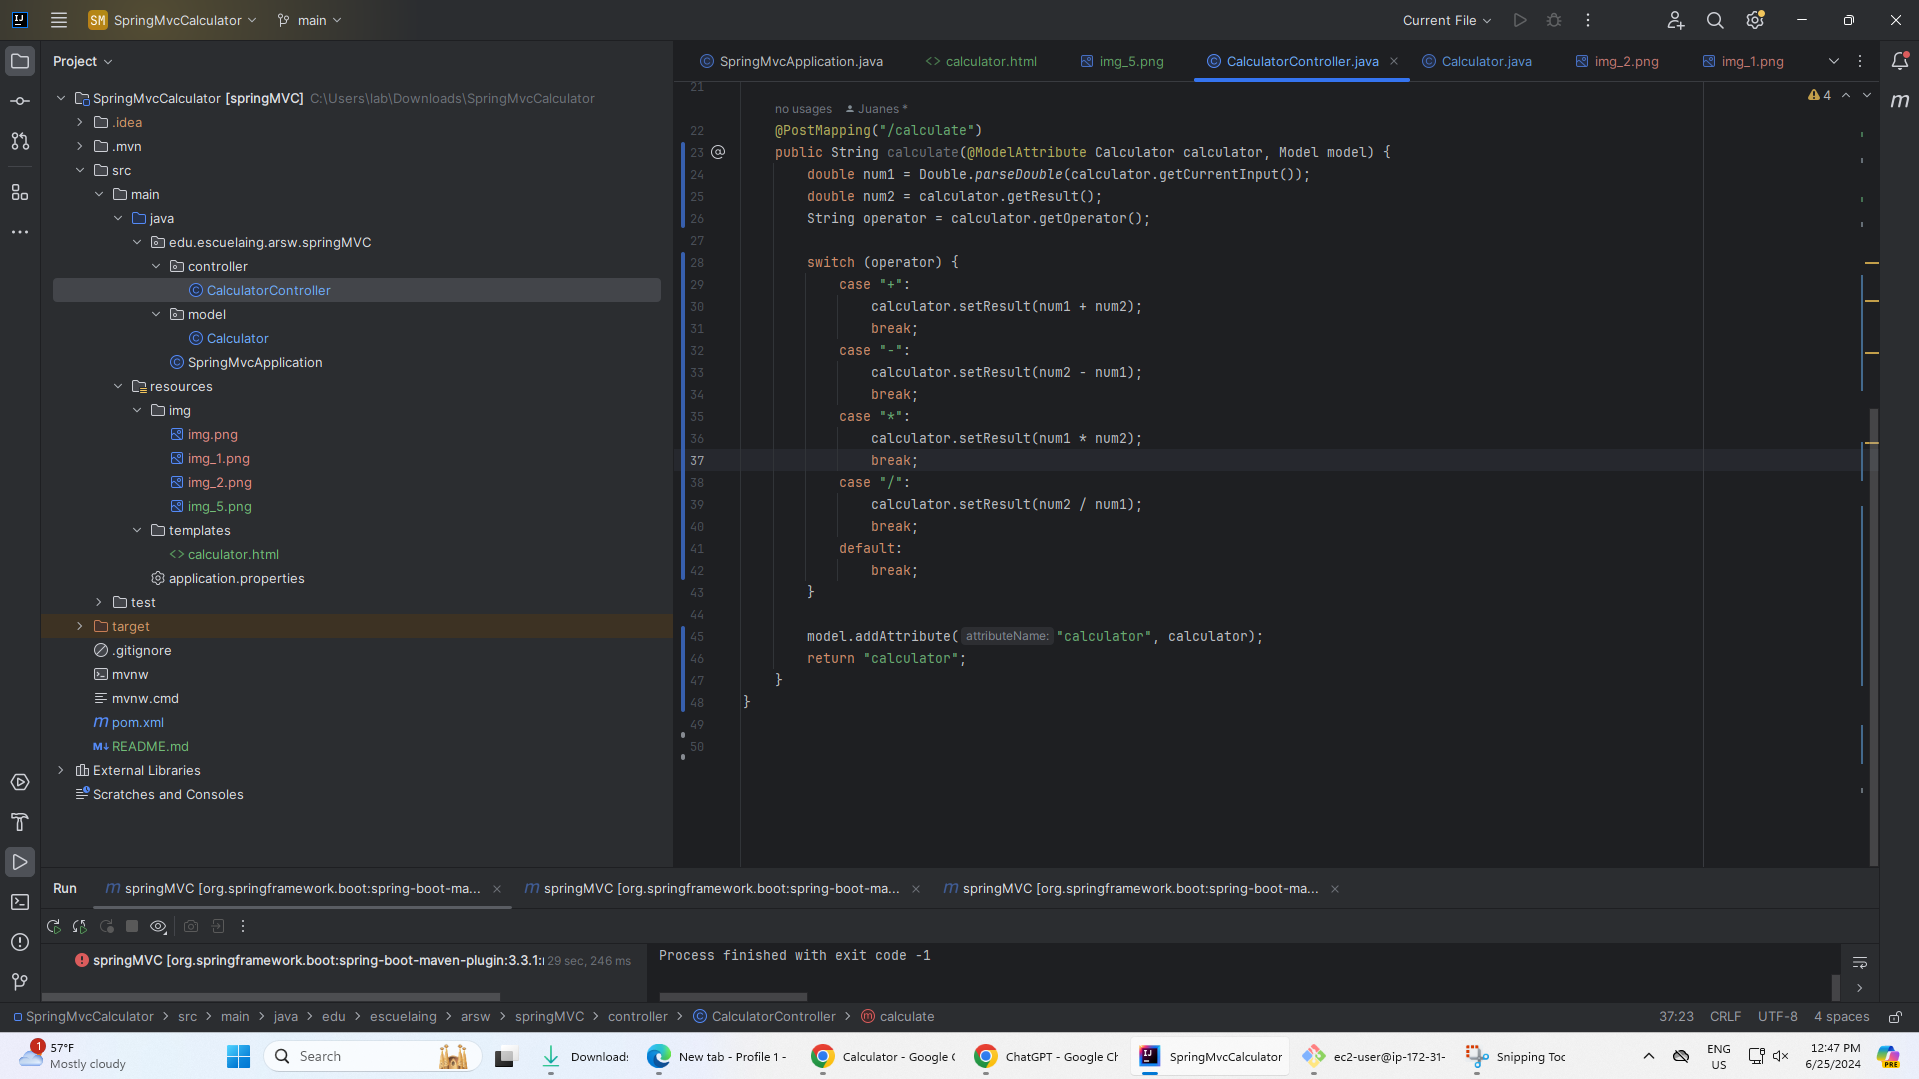 SM SpringMvcCalculator main Current File
Project
SpringMvcApplication.java calculator.html img_5.png CalculatorController.java Calculator.java img_2.png img_1.png
SpringMvcCalculator [springMVC] C:\Users\lab\Downloads\SpringMvcCalculator
.idea
.mvn
src
main
java
edu.escuelaing.arsw.springMVC
controller
CalculatorController
model
Calculator
SpringMvcApplication
resources
img
img.png
img_1.png
img_2.png
img_5.png
templates
calculator.html
application.properties
test
target
.gitignore
mvnw
mvnw.cmd
pom.xml
README.md
External Libraries
Scratches and Consoles
4
21
no usages Juanes *
22 @PostMapping("/calculate")
23 public String calculate(@ModelAttribute Calculator calculator, Model model) {
24 double num1 = Double.parseDouble(calculator.getCurrentInput());
25 double num2 = calculator.getResult();
26 String operator = calculator.getOperator();
27
28 switch (operator) {
29 case "+":
30 calculator.setResult(num1 + num2);
31 break;
32 case "-":
33 calculator.setResult(num2 - num1);
34 break;
35 case "*":
36 calculator.setResult(num1 * num2);
37 break;
38 case "/":
39 calculator.setResult(num2 / num1);
40 break;
41 default:
42 break;
43 }
44
45 model.addAttribute( attributeName: "calculator", calculator);
46 return "calculator";
47 }
48 }
49
50
Run springMVC [org.springframework.boot:spring-boot-ma... springMVC [org.springframework.boot:spring-boot-ma... springMVC [org.springframework.boot:spring-boot-ma...
springMVC [org.springframework.boot:spring-boot-maven-plugin:3.3.1:r 29 sec, 246 ms
Process finished with exit code -1
SpringMvcCalculator > src > main > java > edu > escuelaing > arsw > springMVC > controller > CalculatorController > calculate 37:23 CRLF UTF-8 4 spaces
1 57°F
Mostly cloudy
Search
Downloads New tab - Profile 1 - Calculator - Google C ChatGPT - Google Ch SpringMvcCalculator ec2-user@ip-172-31- Snipping Too
ENG
US
12:47 PM
6/25/2024
PRE